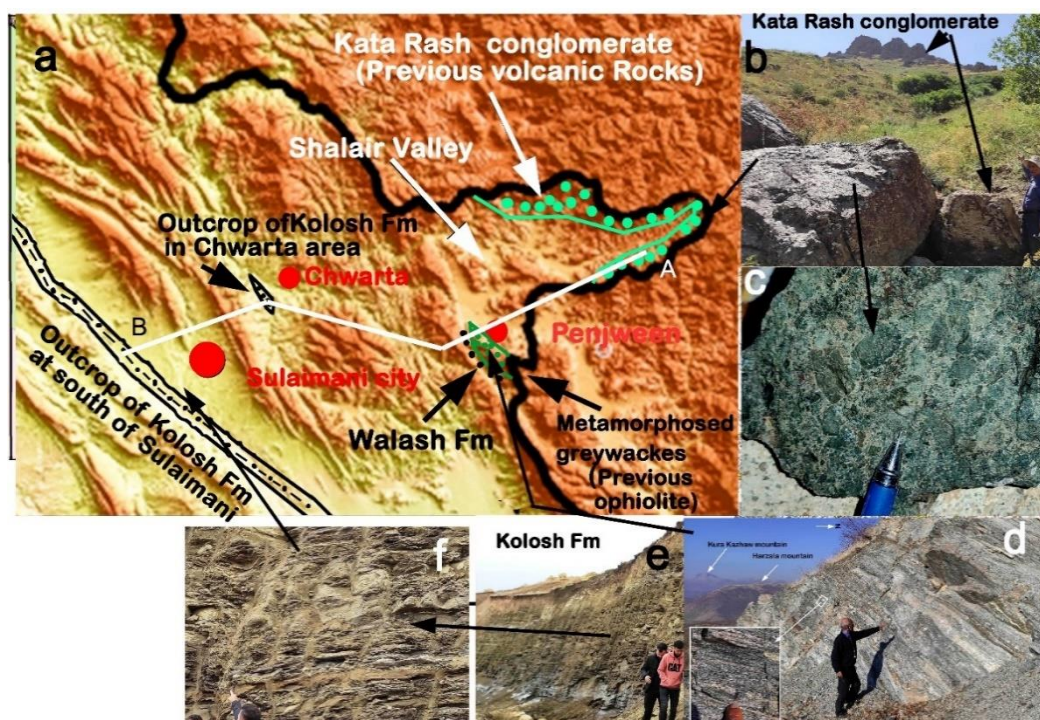 a
Kata Rash conglomerate
(Previous volcanic Rocks)
Shalair Valley
Outcrop ofKolosh Fm
in Chwarta area
Chwarta
A
B
Penjween
Sulaimani city
Outcrop of Kolosh Fm
at south of Sulaimani
Walash Fm
Metamorphosed
greywackes
(Previous
ophiolite)
Kata Rash conglomerate
b
c
d
Harzala mountain
Kolosh Fm
e
f